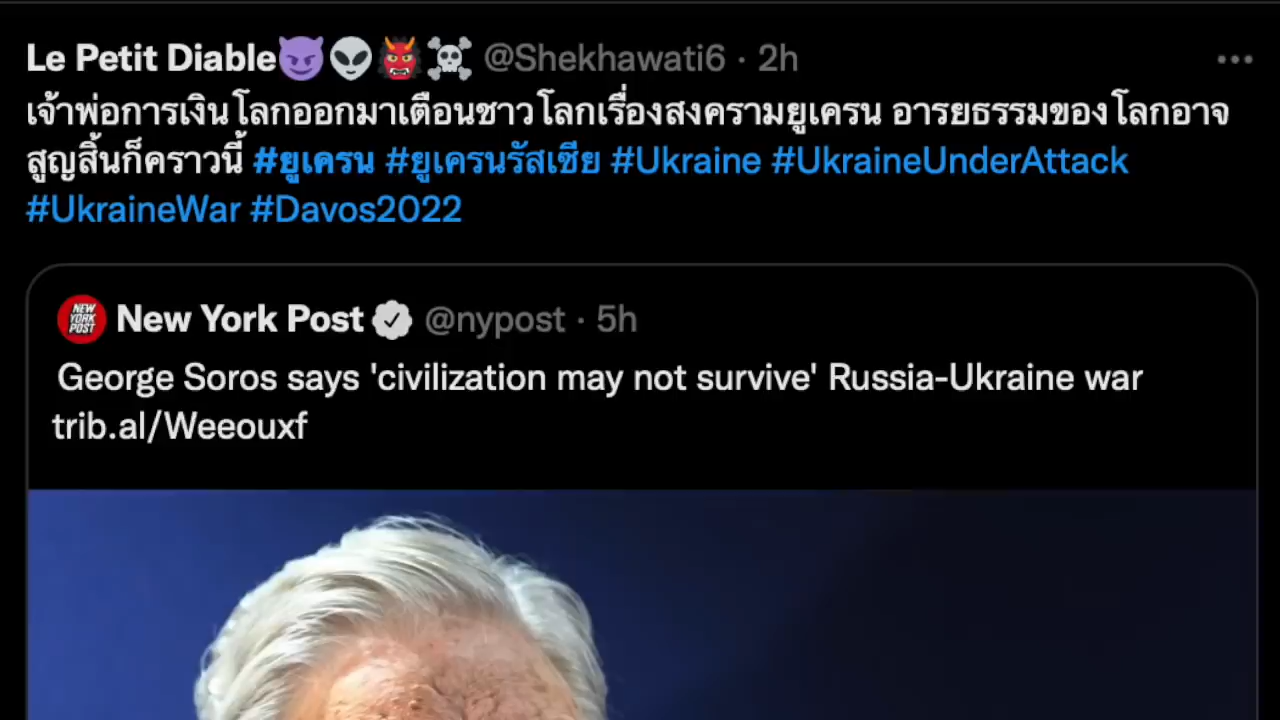 Le Petit Diable😈👽👹☠️ @Shekhawati6 · 2h
เจ้าพ่อการเงินโลกออกมาเตือนชาวโลกเรื่องสงครามยูเครน อารยธรรมของโลกอาจ
สูญสิ้นก็คราวนี้ #ยูเครน #ยูเครนรัสเซีย #Ukraine #UkraineUnderAttack
#UkraineWar #Davos2022
NEW
YORK
POST
New York Post @nypost · 5h
George Soros says 'civilization may not survive' Russia-Ukraine war
trib.al/Weeouxf